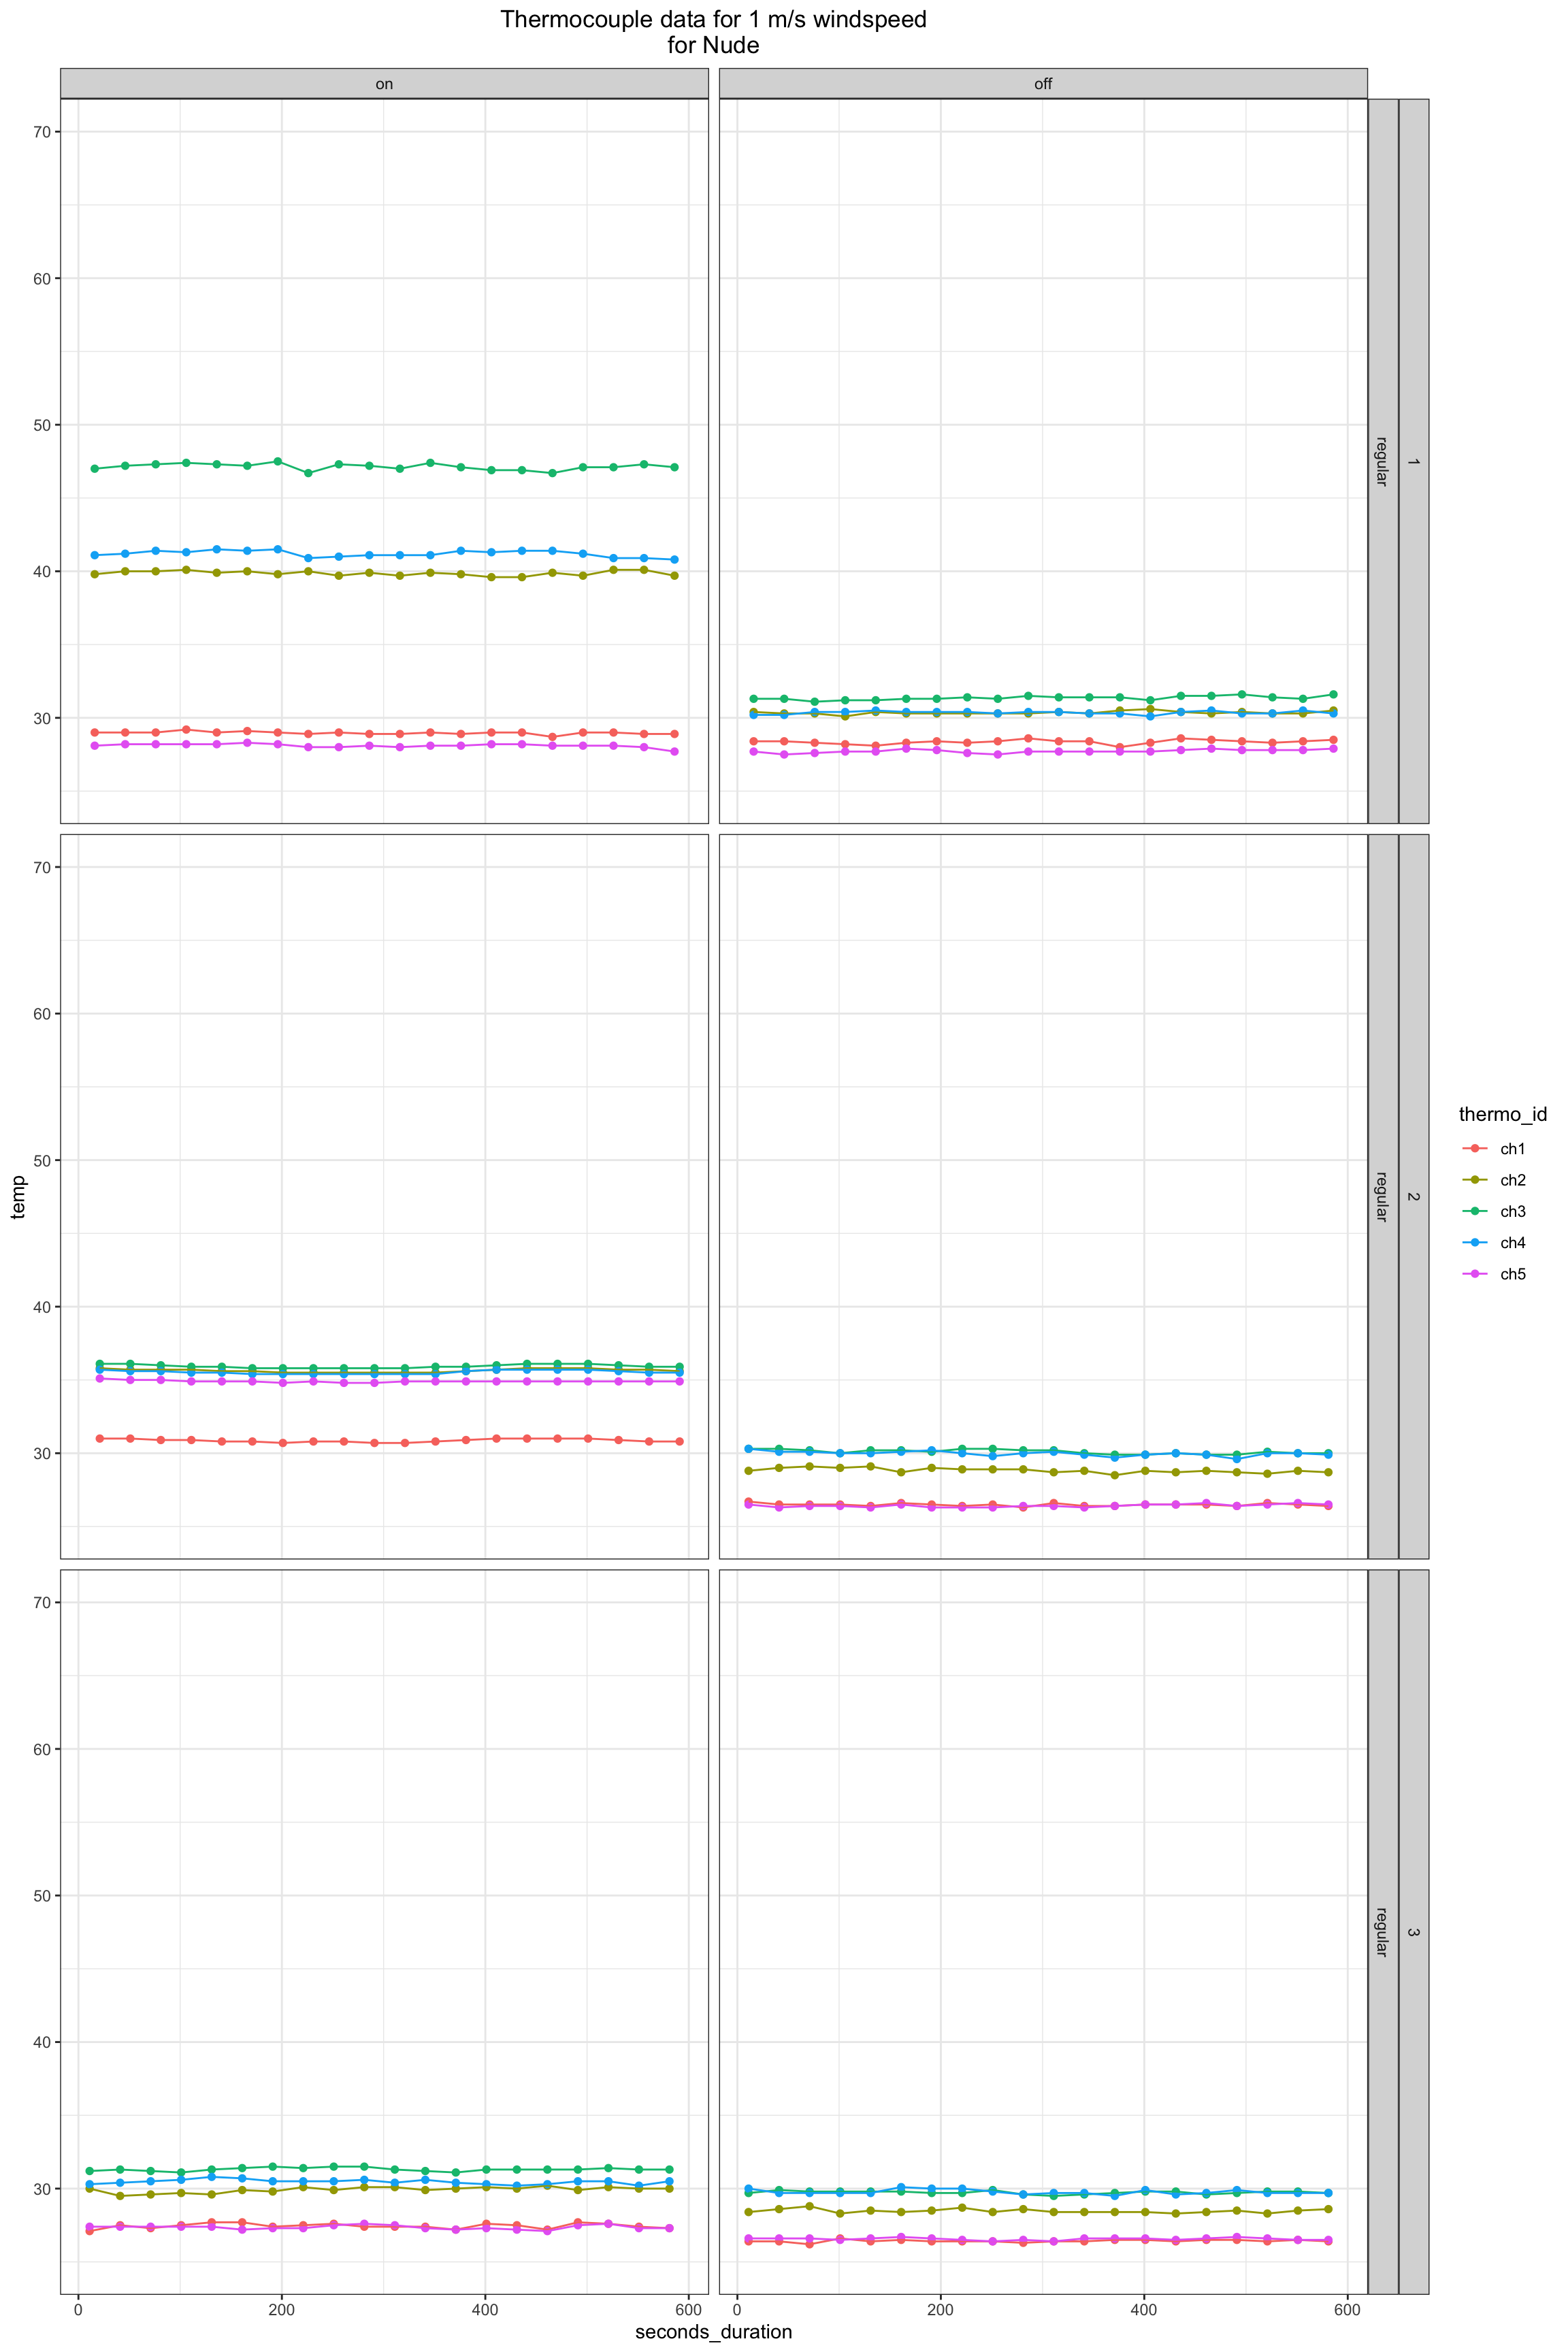 Thermocouple data for 1 m/s windspeed
for Nude
on
off
70
60
50
40
30
regular
1
70
60
50
40
30
regular
2
70
60
50
40
30
regular
3
0
200
400
600
0
200
400
600
seconds_duration
temp
thermo_id
ch1
ch2
ch3
ch4
ch5